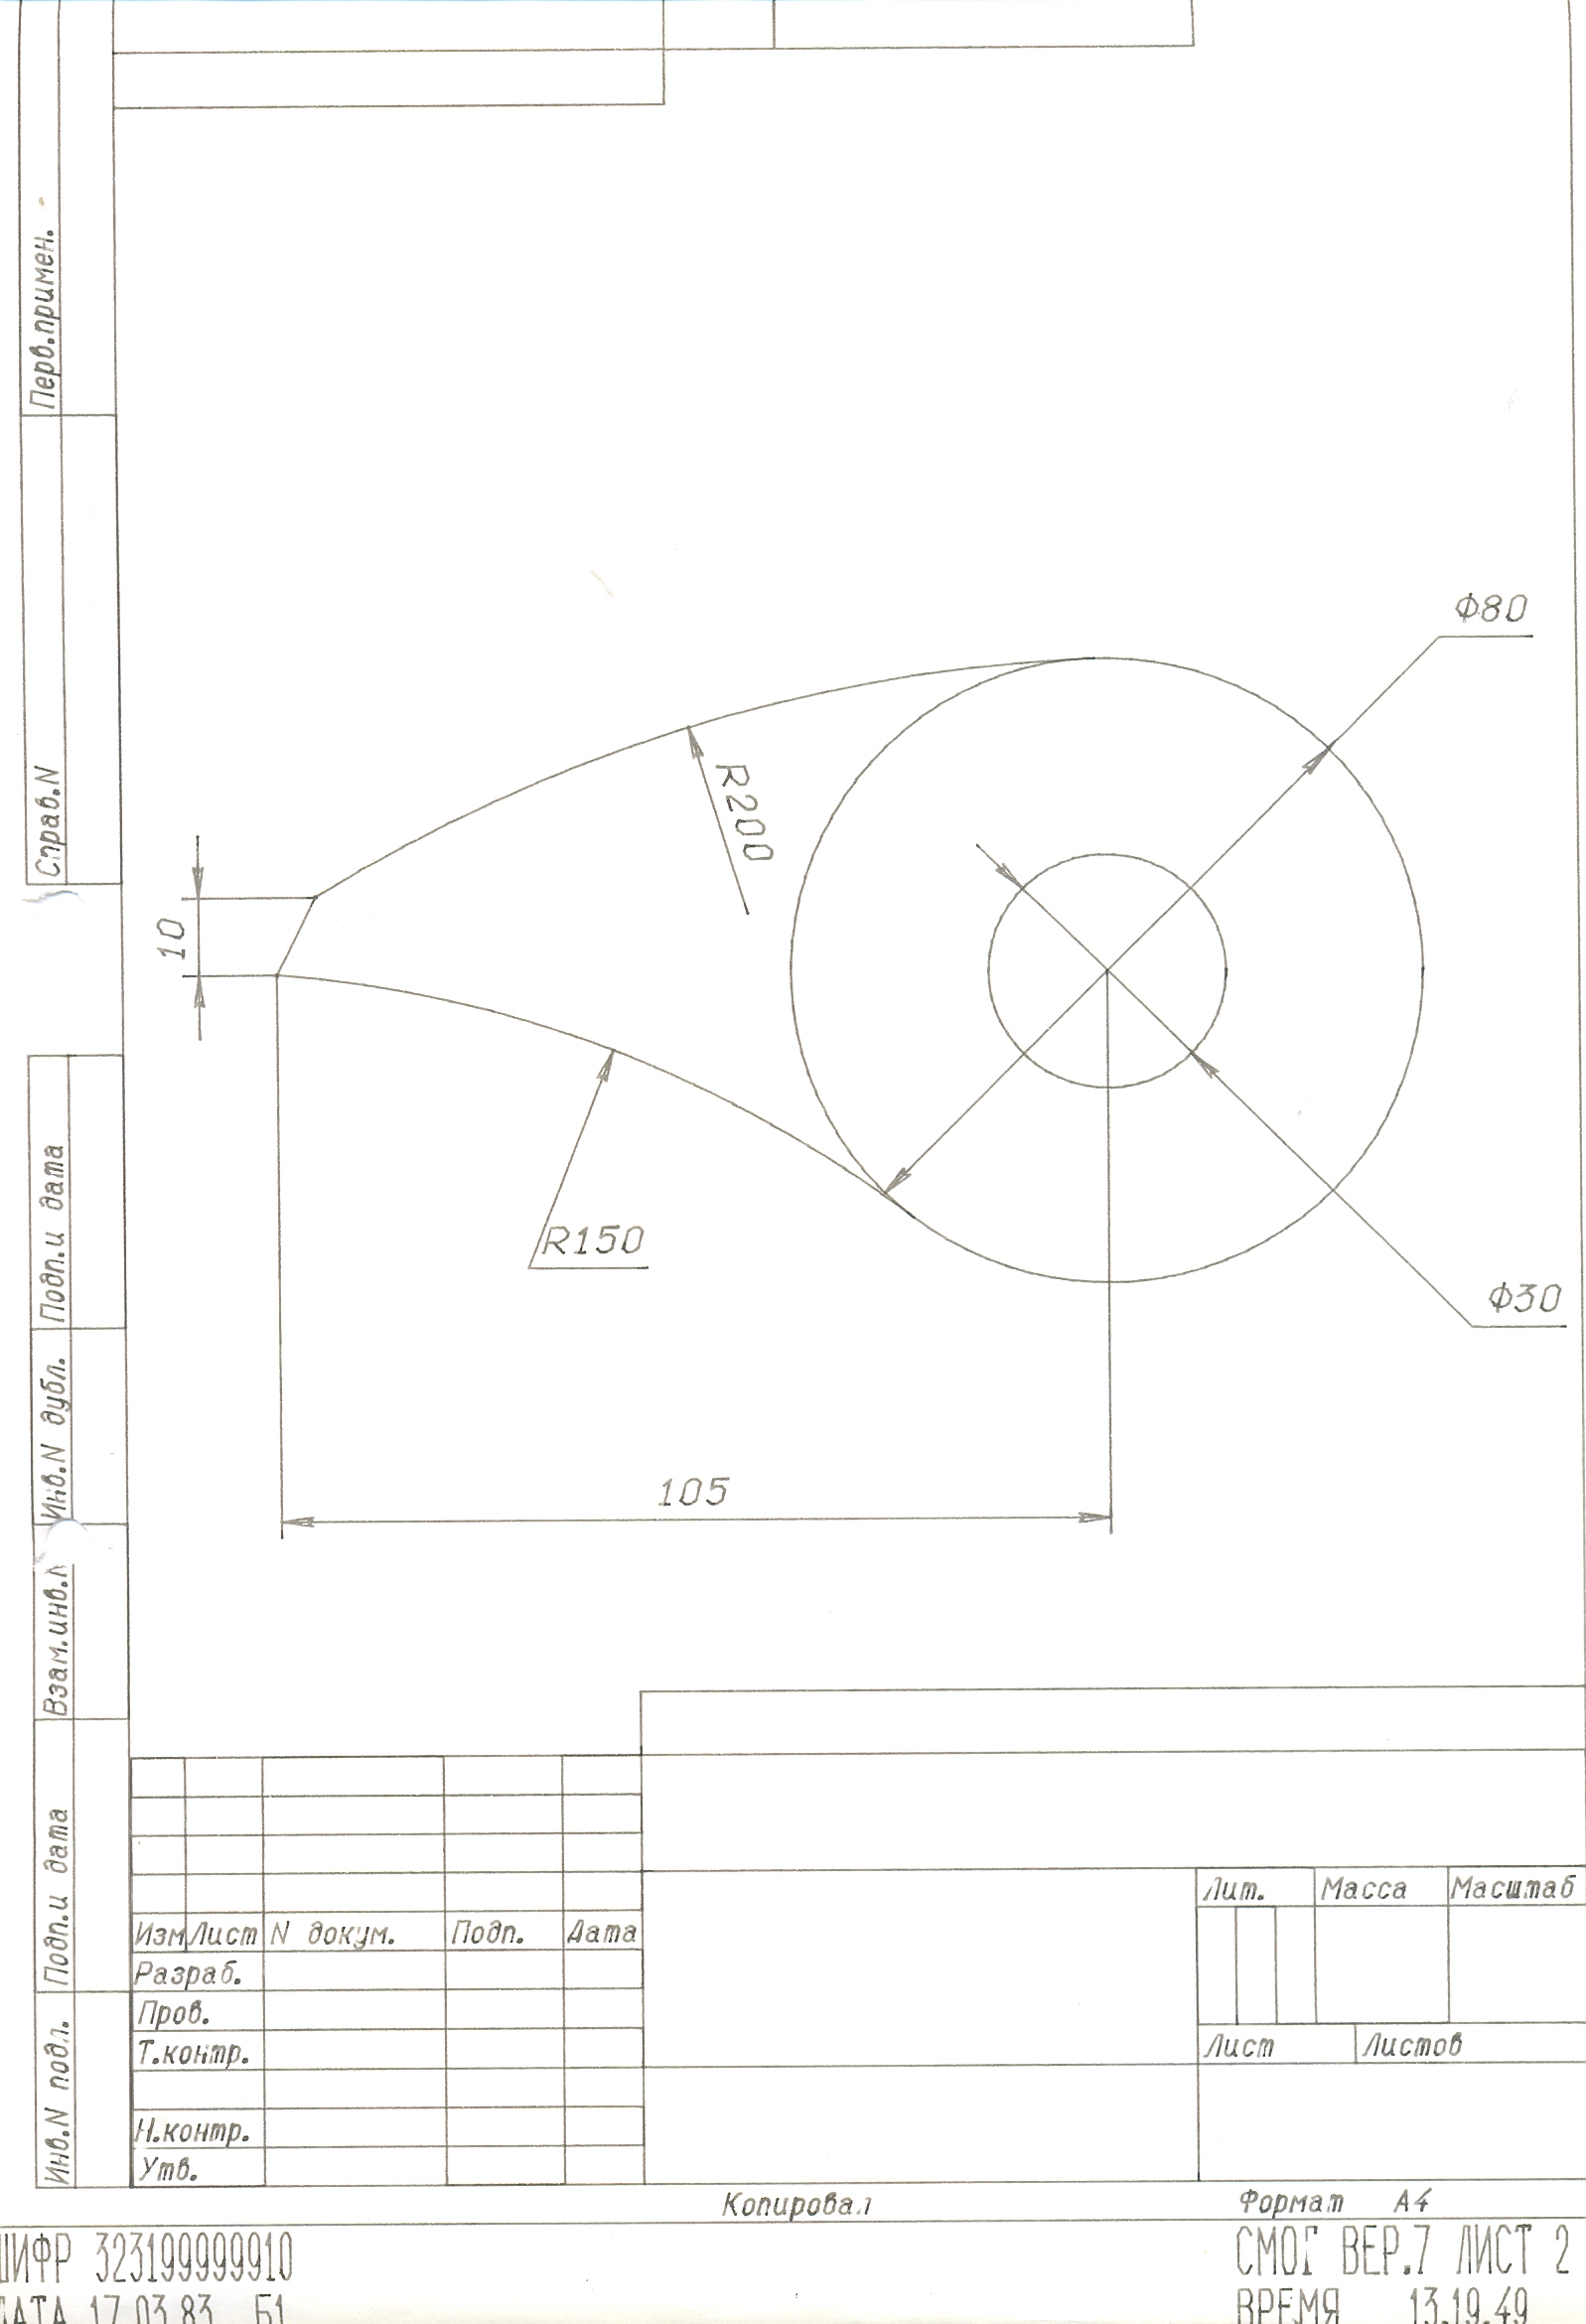 Перв.примен.
Справ.N
Подп.и дата
Инв.N дубл.
Взам.инв.
Подп.и дата
Инв.N подл.
Ф80
R200
10
R150
Ф30
105
Лит. Масса Масштаб
Изм Лист N докум. Подп. Дата
Разраб.
Пров.
Т.контр.
Лист Листов
Н.контр.
Утв.
Копировал Формат А4
ШИФР 323199999910 СМОГ ВЕР.7 ЛИСТ 2
ДАТА 17.03.83 Б1 ВРЕМЯ 13.19.49